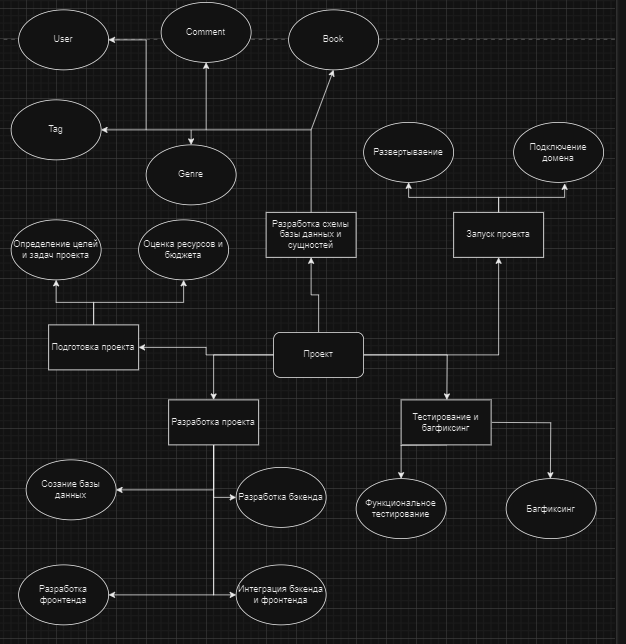 User
Comment
Book
Tag
Genre
Развертывание
Подключение
домена
Разработка схемы
базы данных и
сущностей
Запуск проекта
Определение целей
и задач проекта
Оценка ресурсов и
бюджета
Подготовка проекта
Проект
Разработка проекта
Тестирование и
багфиксинг
Созание базы
данных
Разработка бэкенда
Функциональное
тестирование
Багфиксинг
Разработка
фронтенда
Интеграция бэкенда
и фронтенда